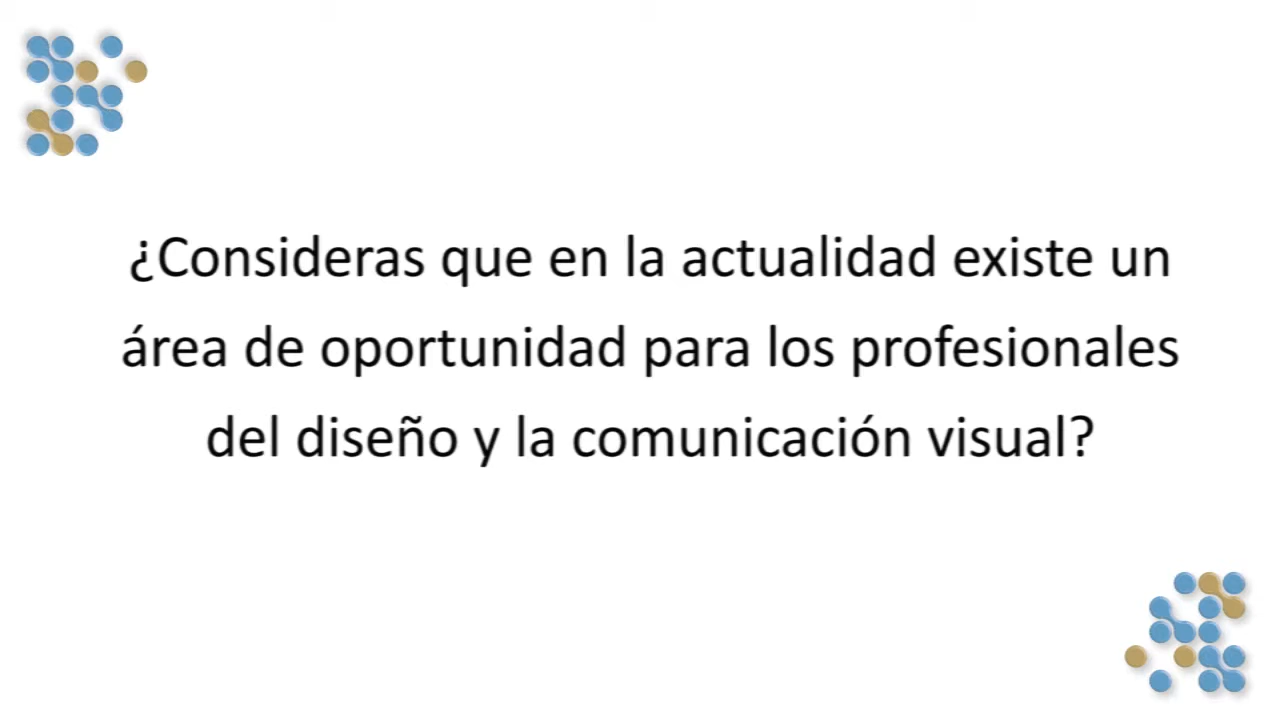 ¿Consideras que en la actualidad existe un
área de oportunidad para los profesionales
del diseño y la comunicación visual?